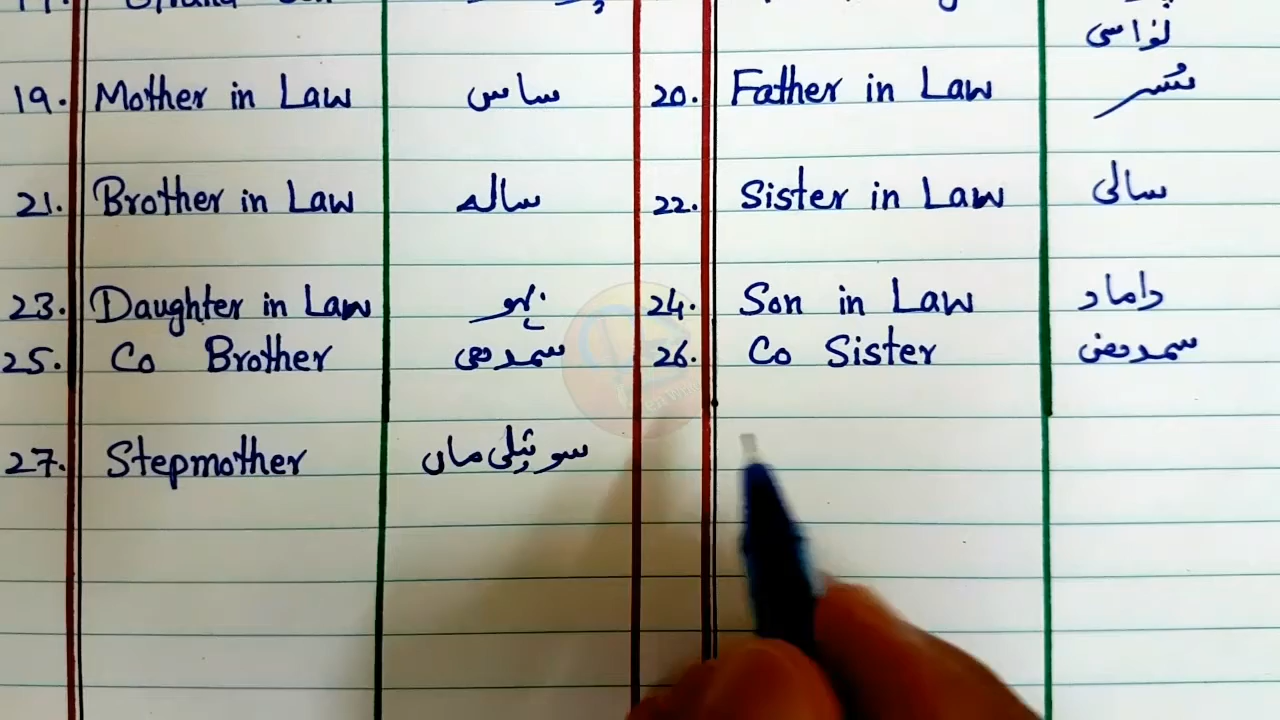 نواسی
19. Mother in Law ساس 20. Father in Law سُسر
21. Brother in Law سالہ 22. Sister in Law سالی
23. Daughter in Law بہو 24. Son in Law داماد
25. Co Brother سمدھی 26. Co Sister سمدھن
27. Stepmother سوتیلی ماں